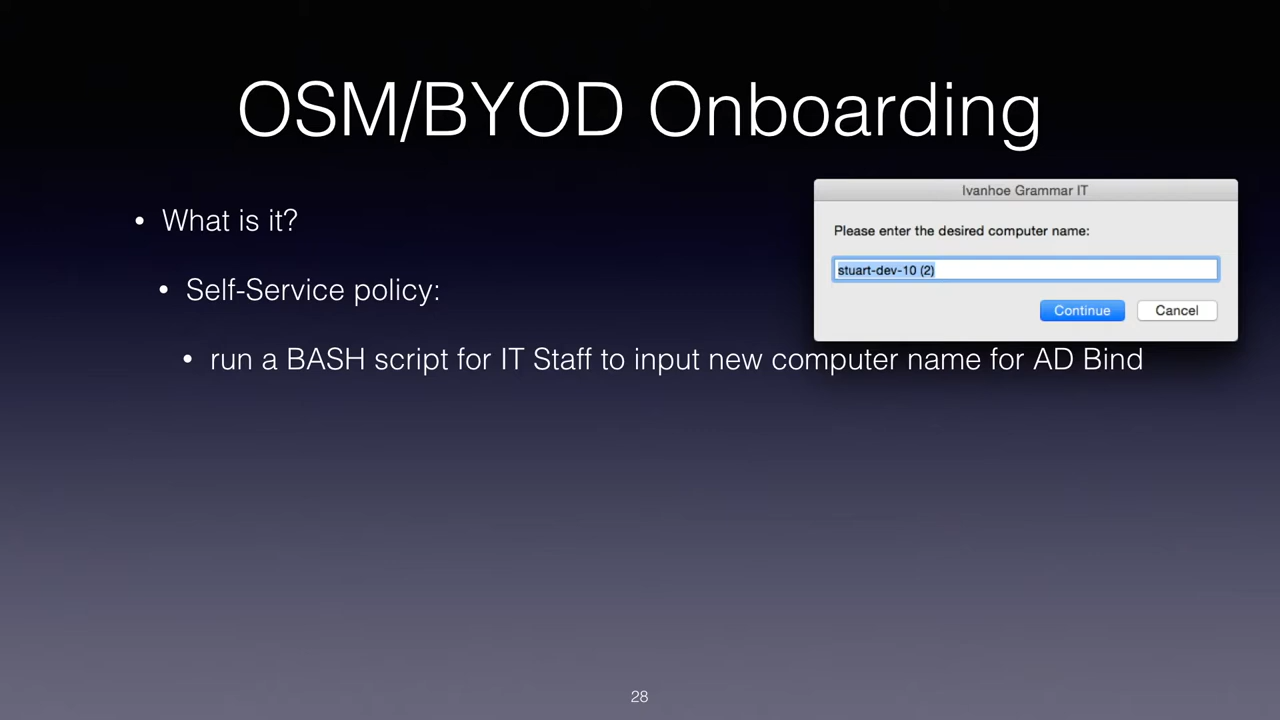 OSM/BYOD Onboarding
• What is it?
• Self-Service policy:
• run a BASH script for IT Staff to input new computer name for AD Bind
Ivanhoe Grammar IT
Please enter the desired computer name:
stuart-dev-10 (2)
Continue Cancel
28